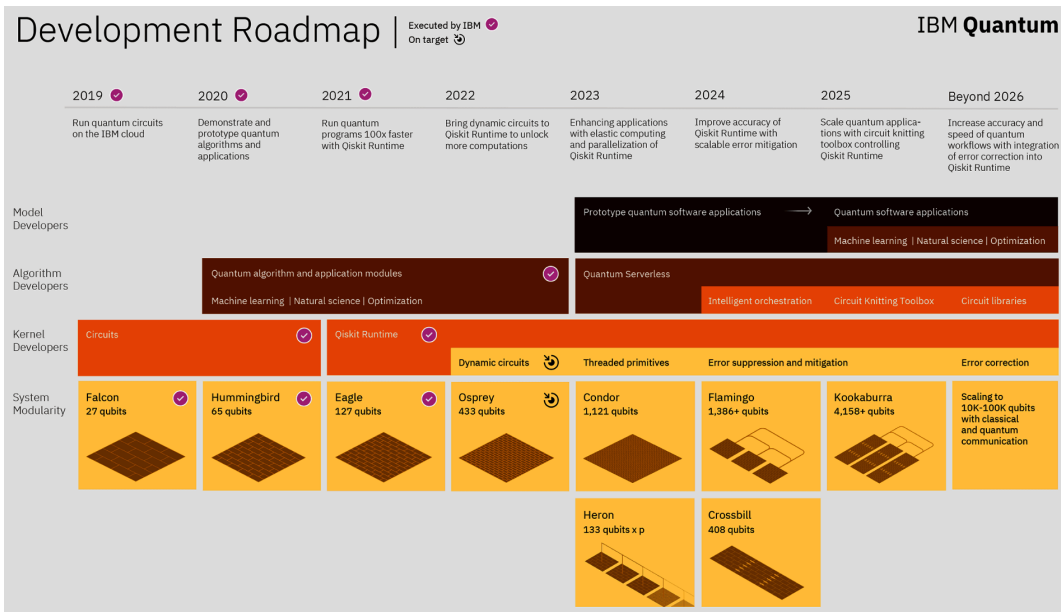 Development Roadmap
Executed by IBM
On target
IBM Quantum
2019
2020
2021
2022
2023
2024
2025
Beyond 2026
Run quantum circuits
on the IBM cloud
Demonstrate and
prototype quantum
algorithms and
applications
Run quantum
programs 100x faster
with Qiskit Runtime
Bring dynamic circuits to
Qiskit Runtime to unlock
more computations
Enhancing applications
with elastic computing
and parallelization of
Qiskit Runtime
Improve accuracy of
Qiskit Runtime with
scalable error mitigation
Scale quantum applica-
tions with circuit knitting
toolbox controlling
Qiskit Runtime
Increase accuracy and
speed of quantum
workflows with integration
of error correction into
Qiskit Runtime
Model
Developers
Prototype quantum software applications →
Quantum software applications
Machine learning | Natural science | Optimization
Algorithm
Developers
Quantum algorithm and application modules
Machine learning | Natural science | Optimization
Quantum Serverless
Intelligent orchestration
Circuit Knitting Toolbox
Circuit libraries
Kernel
Developers
Circuits
Qiskit Runtime
Dynamic circuits
Threaded primitives
Error suppression and mitigation
Error correction
System
Modularity
Falcon
27 qubits
Hummingbird
65 qubits
Eagle
127 qubits
Osprey
433 qubits
Condor
1,121 qubits
Flamingo
1,386+ qubits
Kookaburra
4,158+ qubits
Scaling to
10K-100K qubits
with classical
and quantum
communication
Heron
133 qubits x p
Crossbill
408 qubits